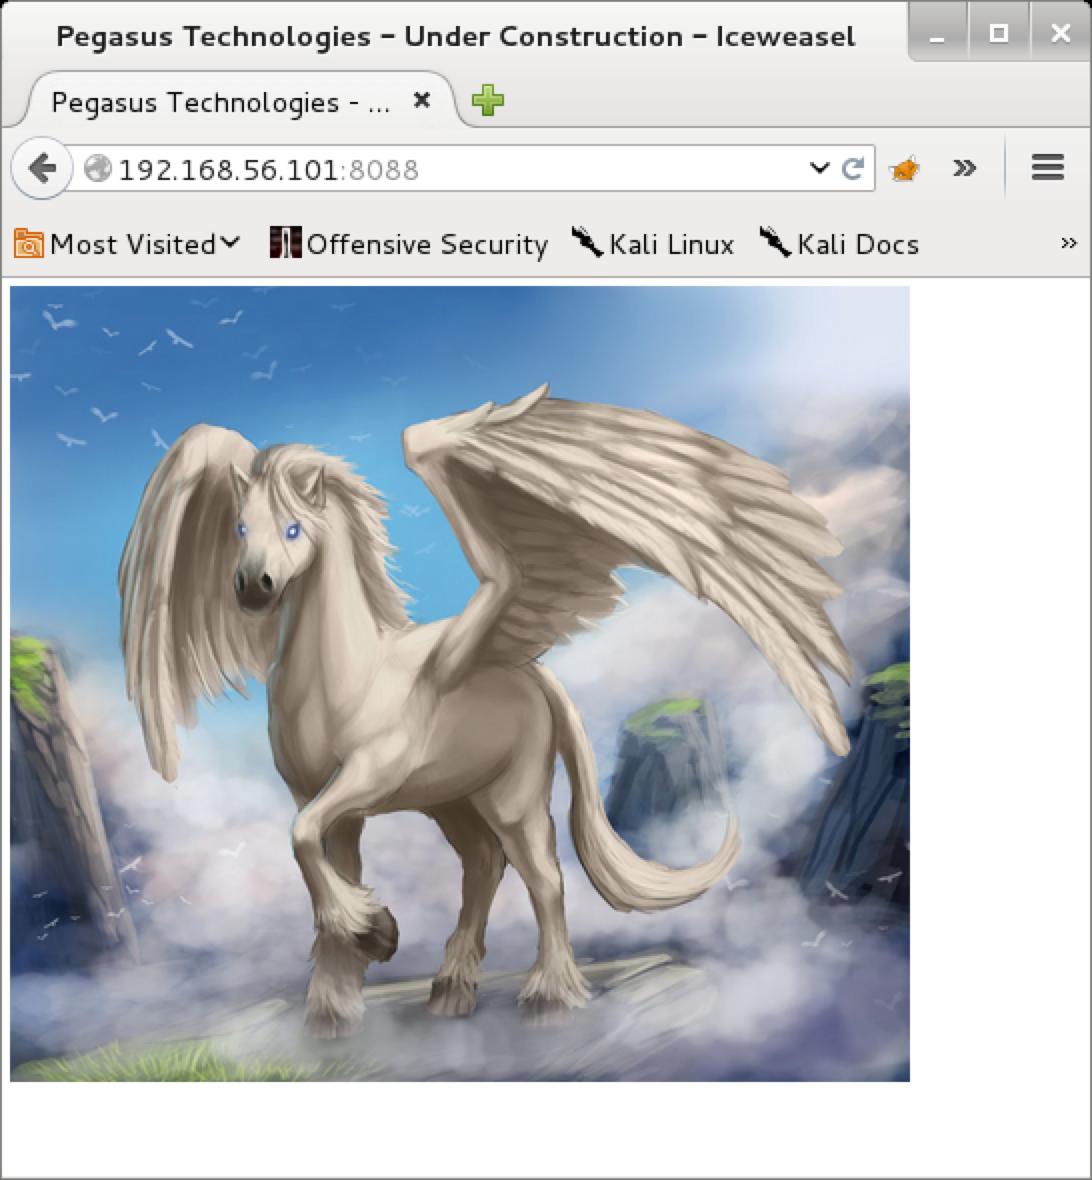 Pegasus Technologies - Under Construction - Iceweasel
Pegasus Technologies - ...
192.168.56.101:8088
Most Visited Offensive Security Kali Linux Kali Docs